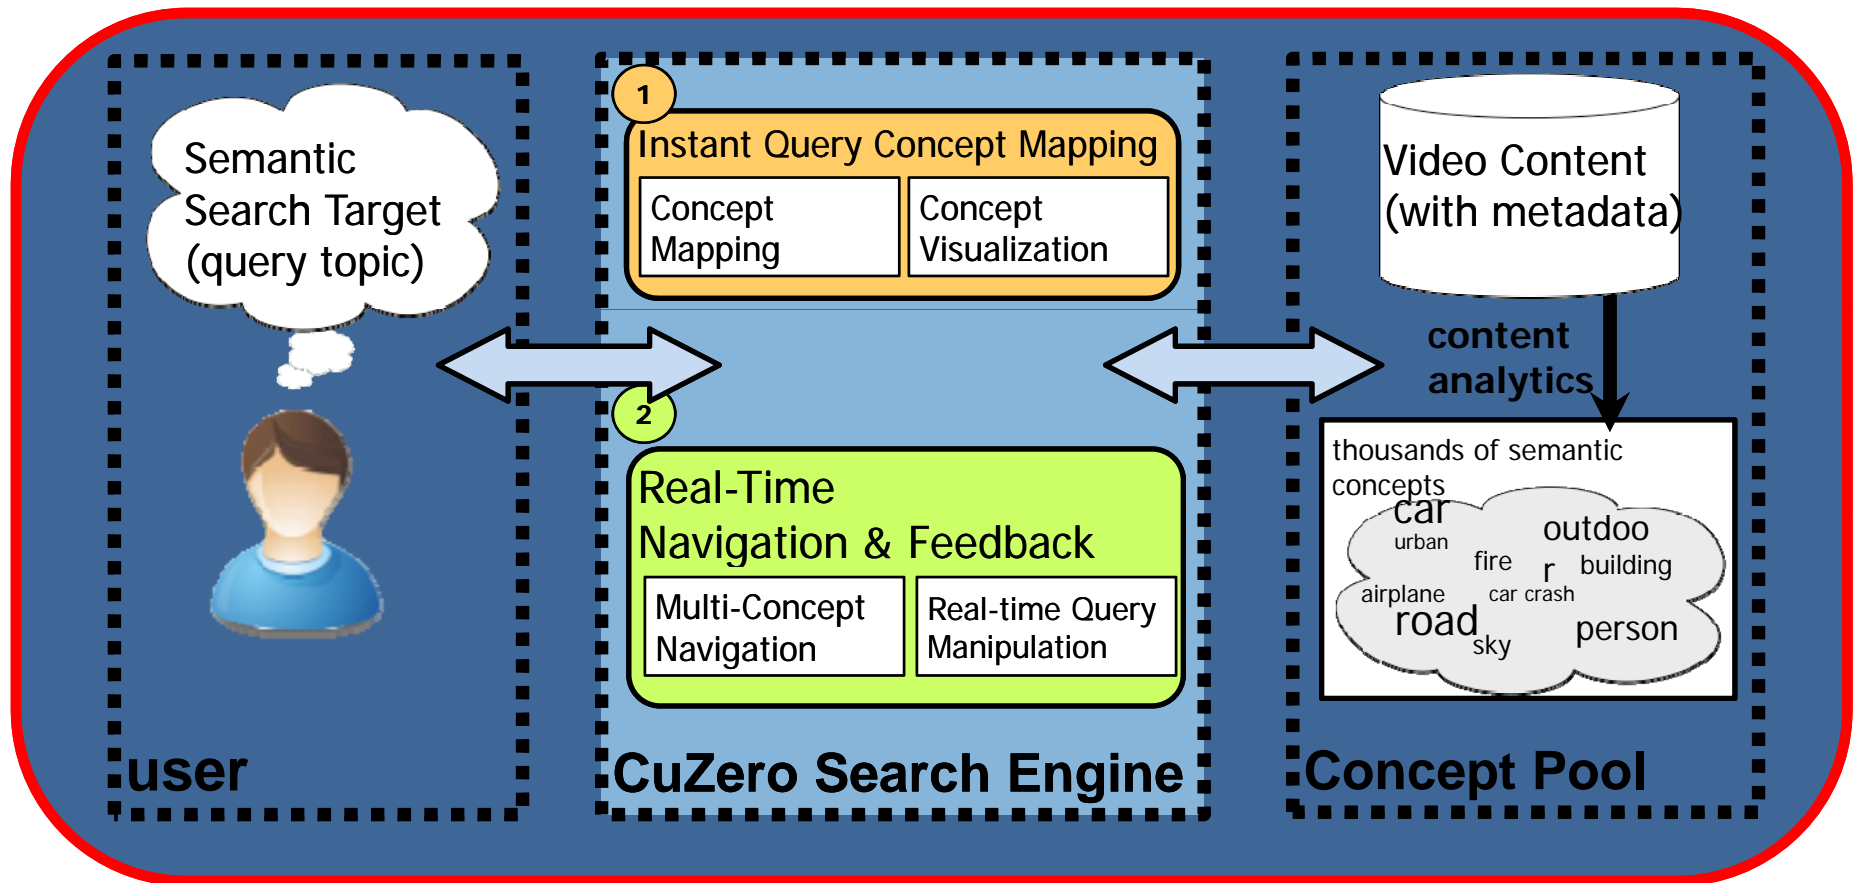 Semantic
Search Target
(query topic)
user
1
Instant Query Concept Mapping
Concept
Mapping
Concept
Visualization
2
Real-Time
Navigation & Feedback
Multi-Concept
Navigation
Real-time Query
Manipulation
CuZero Search Engine
Video Content
(with metadata)
content
analytics
thousands of semantic
concepts
car
urban
outdoo
r
fire
building
airplane
car crash
road
sky
person
Concept Pool